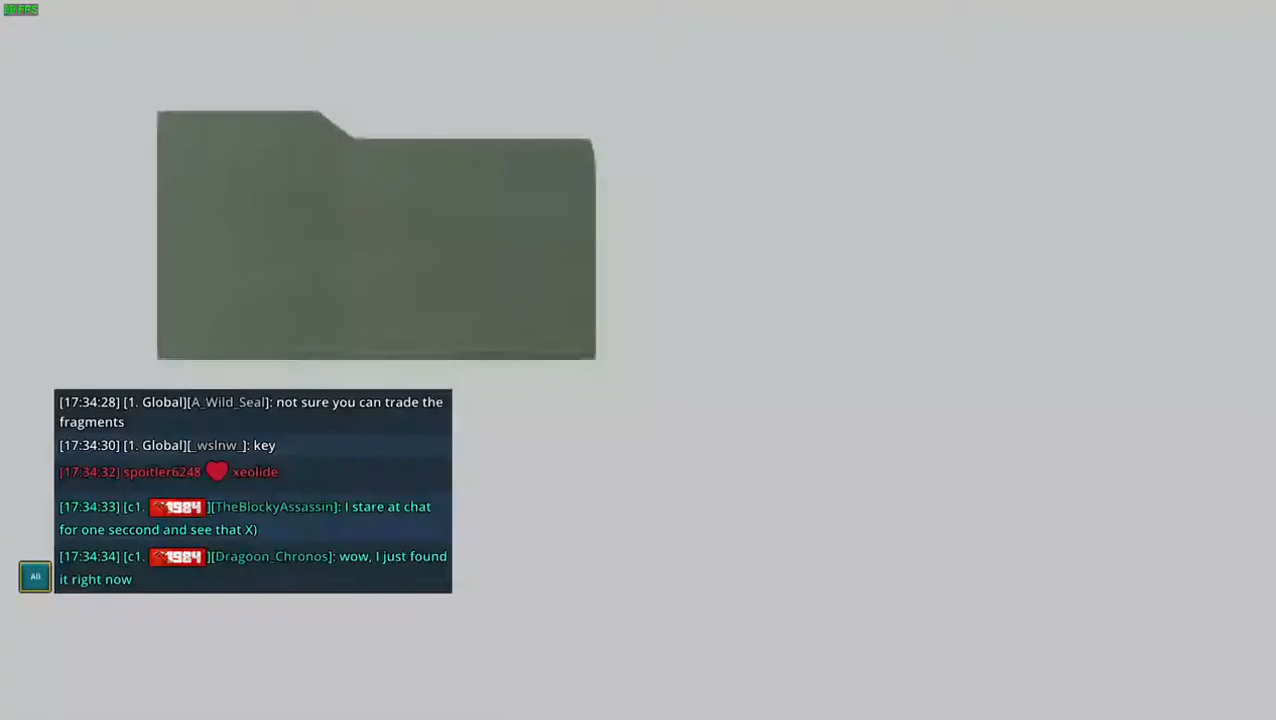 [17:34:28] [1. Global][A_Wild_Seal]: not sure you can trade the
fragments
[17:34:30] [1. Global][_wslnw_]: key
[17:34:32] spoitler6248 xeolide
[17:34:33] [c1. 1984][TheBlockyAssassin]: I stare at chat
for one seccond and see that X)
[17:34:34] [c1. 1984][Dragoon_Chronos]: wow, I just found
it right now
All